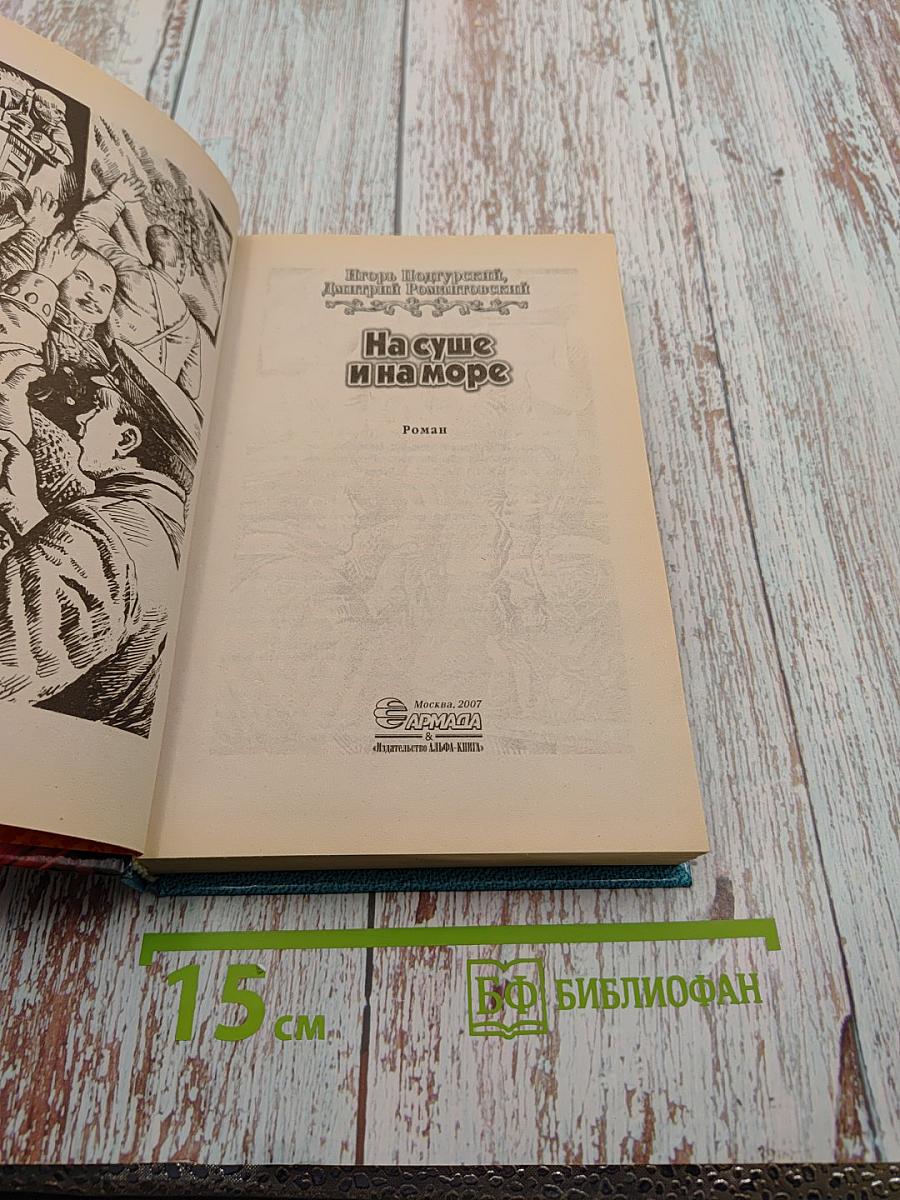 Игорь Подгурский,
Дмитрий Романтовский
На суше
и на море
Роман
Москва, 2007
АРМАДА
&
«Издательство АЛЬФА-КНИГА»
15 см
БФ БИБЛИОФАН